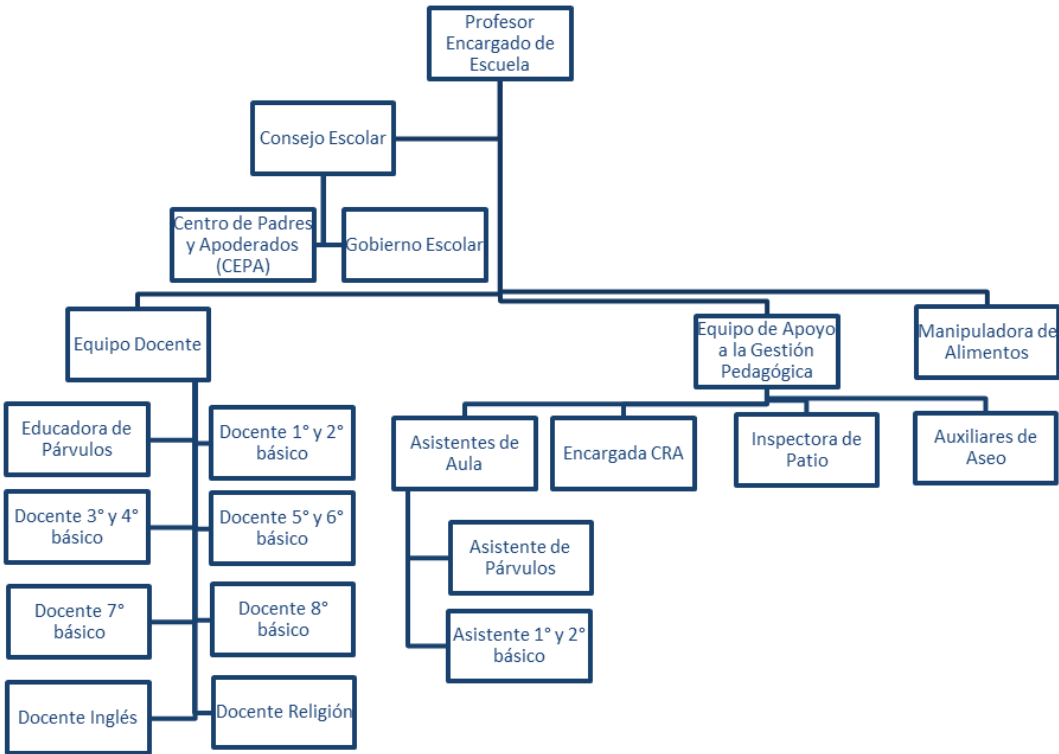 Profesor
Encargado de
Escuela
Consejo Escolar
Centro de Padres
y Apoderados
(CEPA)
Gobierno Escolar
Equipo Docente
Equipo de Apoyo
a la Gestión
Pedagógica
Manipuladora de
Alimentos
Educadora de
Párvulos
Docente 1° y 2°
básico
Docente 3° y 4°
básico
Docente 5° y 6°
básico
Docente 7°
básico
Docente 8°
básico
Docente Inglés
Docente Religión
Asistentes de
Aula
Encargada CRA
Inspectora de
Patio
Auxiliares de
Aseo
Asistente de
Párvulos
Asistente 1° y 2°
básico